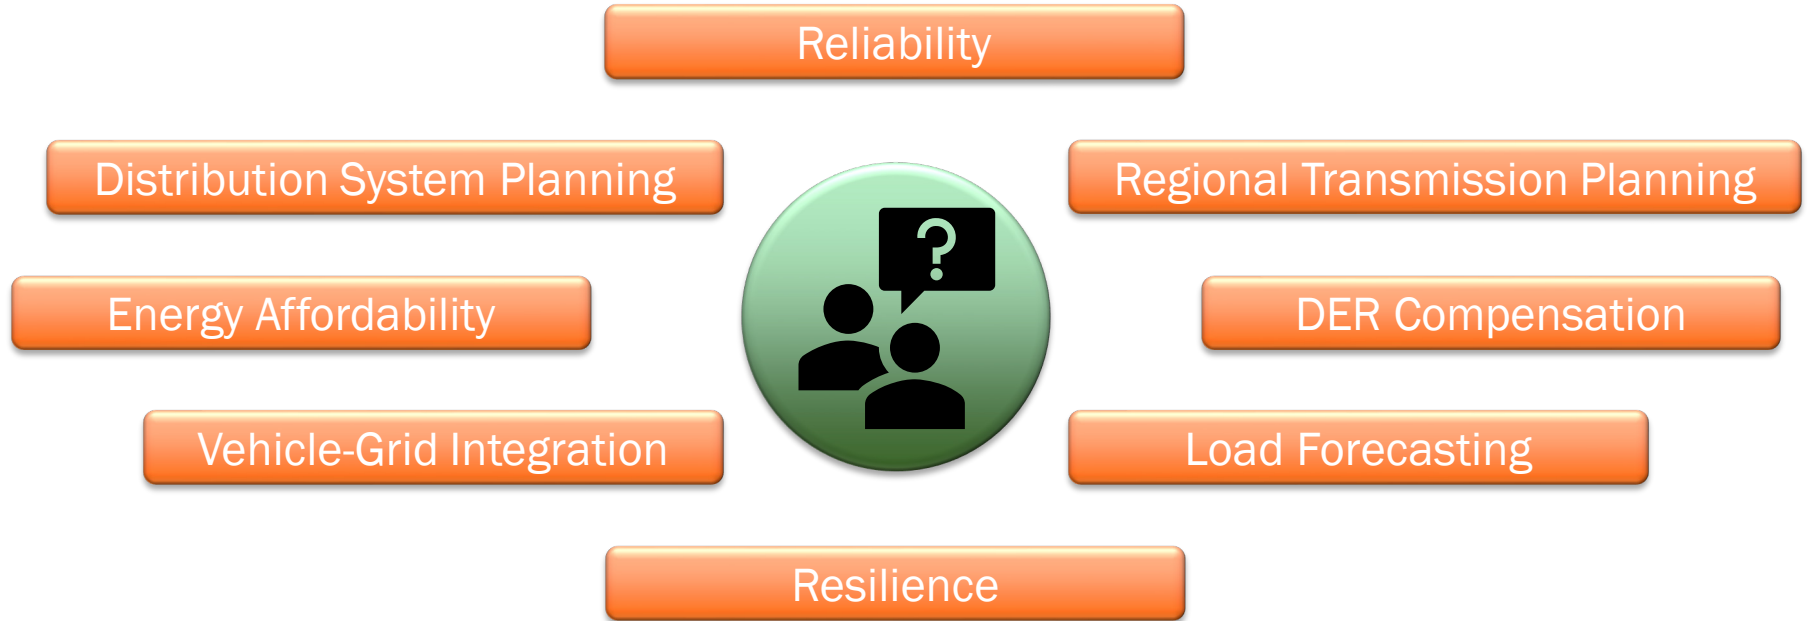 Reliability
Distribution System Planning
Regional Transmission Planning
?
Energy Affordability
DER Compensation
Vehicle-Grid Integration
Load Forecasting
Resilience